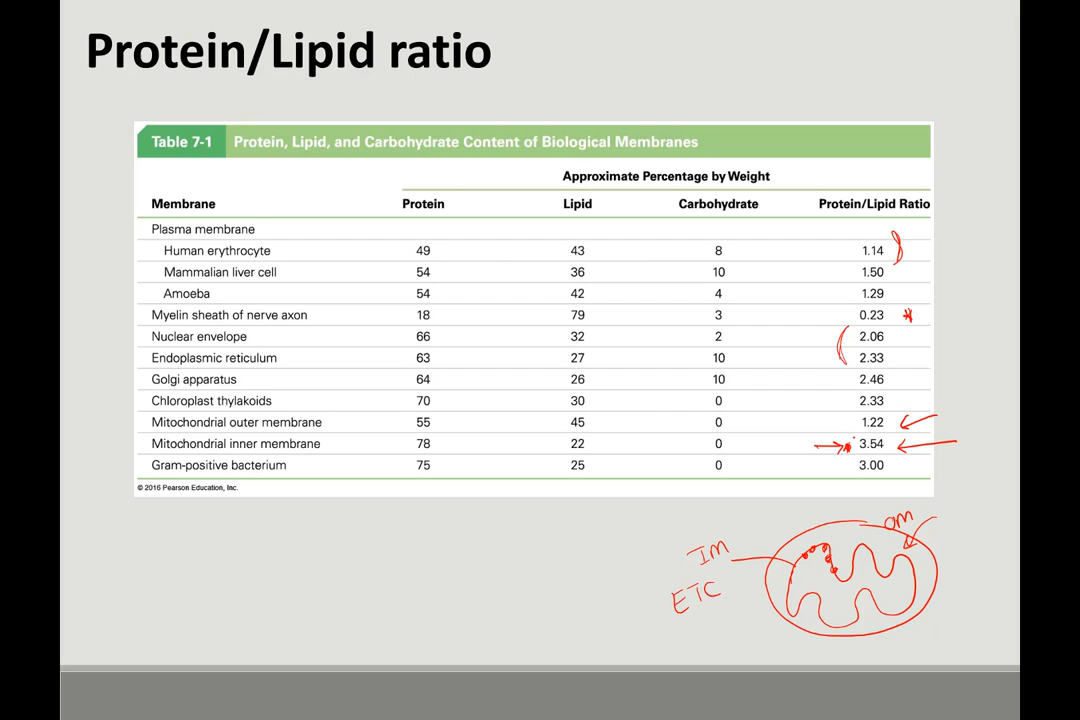 Protein/Lipid ratio
Table 7-1 Protein, Lipid, and Carbohydrate Content of Biological Membranes
Approximate Percentage by Weight
Membrane Protein Lipid Carbohydrate Protein/Lipid Ratio
Plasma membrane
Human erythrocyte 49 43 8 1.14
Mammalian liver cell 54 36 10 1.50
Amoeba 54 42 4 1.29
Myelin sheath of nerve axon 18 79 3 0.23
Nuclear envelope 66 32 2 2.06
Endoplasmic reticulum 63 27 10 2.33
Golgi apparatus 64 26 10 2.46
Chloroplast thylakoids 70 30 0 2.33
Mitochondrial outer membrane 55 45 0 1.22
Mitochondrial inner membrane 78 22 0 3.54
Gram-positive bacterium 75 25 0 3.00
© 2016 Pearson Education, Inc.
OM
IM
ETC